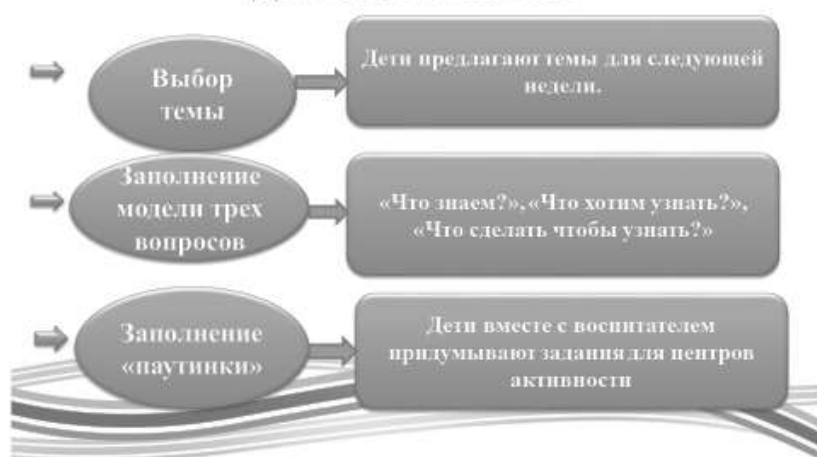 Выбор
темы
Дети предлагают темы для следующей
недели.
Заполнение
модели трех
вопросов
«Что знаем?», «Что хотим узнать?»,
«Что сделать чтобы узнать?»
Заполнение
«паутинки»
Дети вместе с воспитателем
придумывают задания для центров
активности